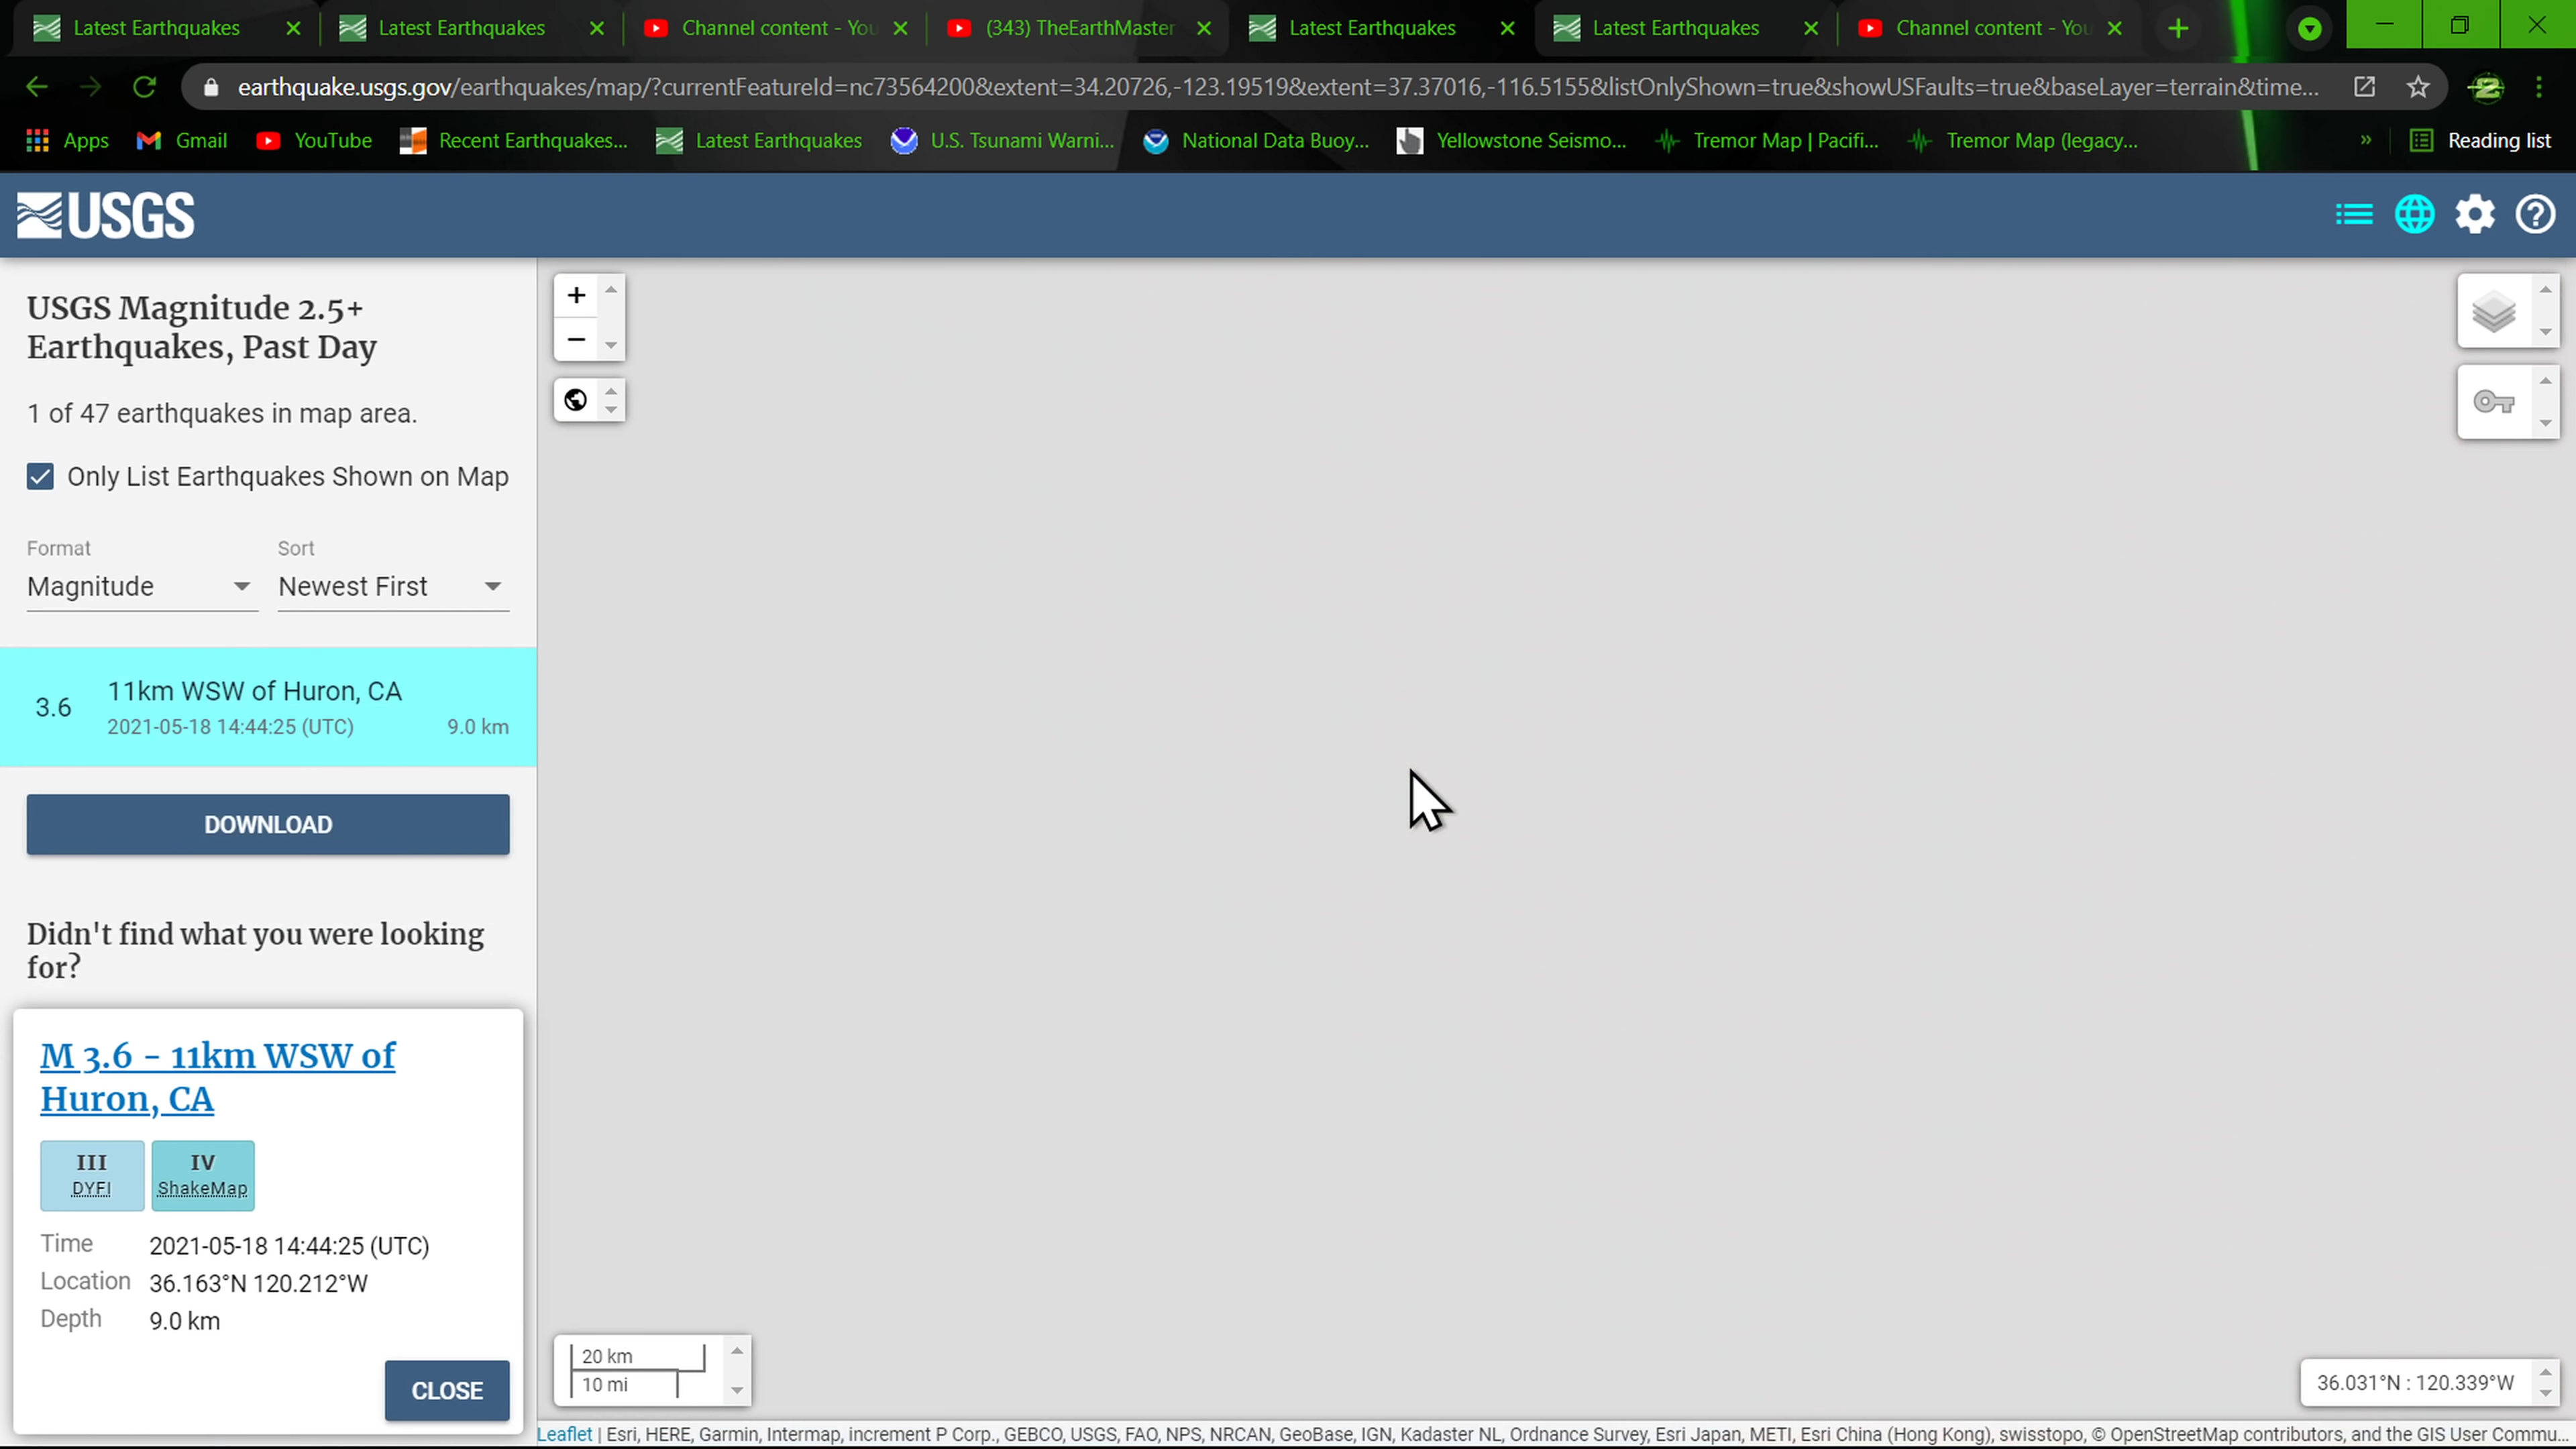 Latest Earthquakes
Latest Earthquakes
Channel content - You
(343) TheEarthMaster
Latest Earthquakes
Latest Earthquakes
Channel content - You
earthquake.usgs.gov/earthquakes/map/?currentFeatureId=nc73564200&extent=34.20726,-123.19519&extent=37.37016,-116.5155&listOnlyShown=true&showUSFaults=true&baseLayer=terrain&time...
Apps
Gmail
YouTube
Recent Earthquakes...
Latest Earthquakes
U.S. Tsunami Warni...
National Data Buoy...
Yellowstone Seismo...
Tremor Map | Pacifi...
Tremor Map (legacy...
»
Reading list
USGS
USGS Magnitude 2.5+
Earthquakes, Past Day
1 of 47 earthquakes in map area.
Only List Earthquakes Shown on Map
Format
Sort
Magnitude
Newest First
3.6
11km WSW of Huron, CA
2021-05-18 14:44:25 (UTC)
9.0 km
DOWNLOAD
Didn't find what you were looking
for?
M 3.6 - 11km WSW of
Huron, CA
III
DYFI
IV
ShakeMap
Time 2021-05-18 14:44:25 (UTC)
Location 36.163°N 120.212°W
Depth 9.0 km
CLOSE
+
−
20 km
10 mi
36.031°N : 120.339°W
Leaflet | Esri, HERE, Garmin, Intermap, increment P Corp., GEBCO, USGS, FAO, NPS, NRCAN, GeoBase, IGN, Kadaster NL, Ordnance Survey, Esri Japan, METI, Esri China (Hong Kong), swisstopo, © OpenStreetMap contributors, and the GIS User Commu...